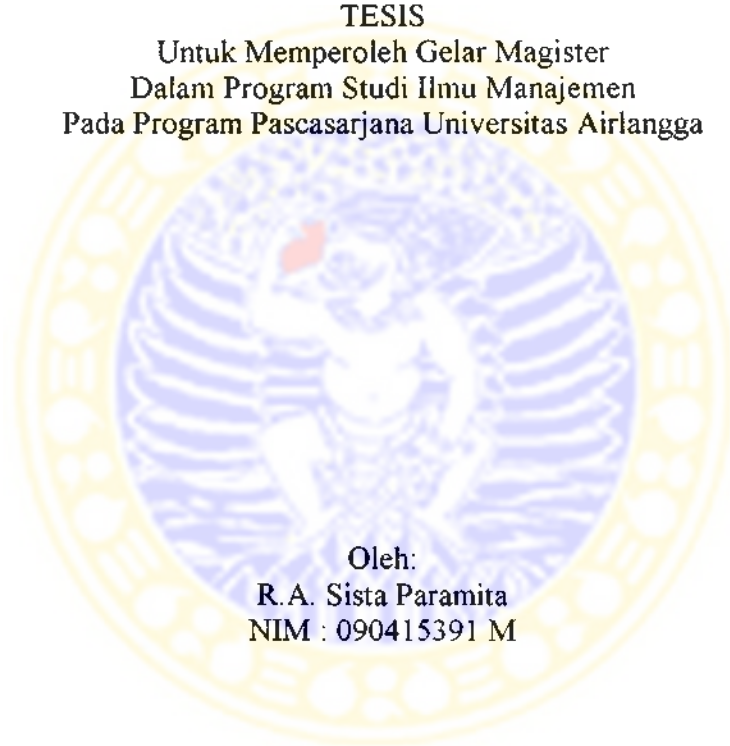 TESIS
Untuk Memperoleh Gelar Magister
Dalam Program Studi Ilmu Manajemen
Pada Program Pascasarjana Universitas Airlangga
Oleh:
R.A. Sista Paramita
NIM : 090415391 M